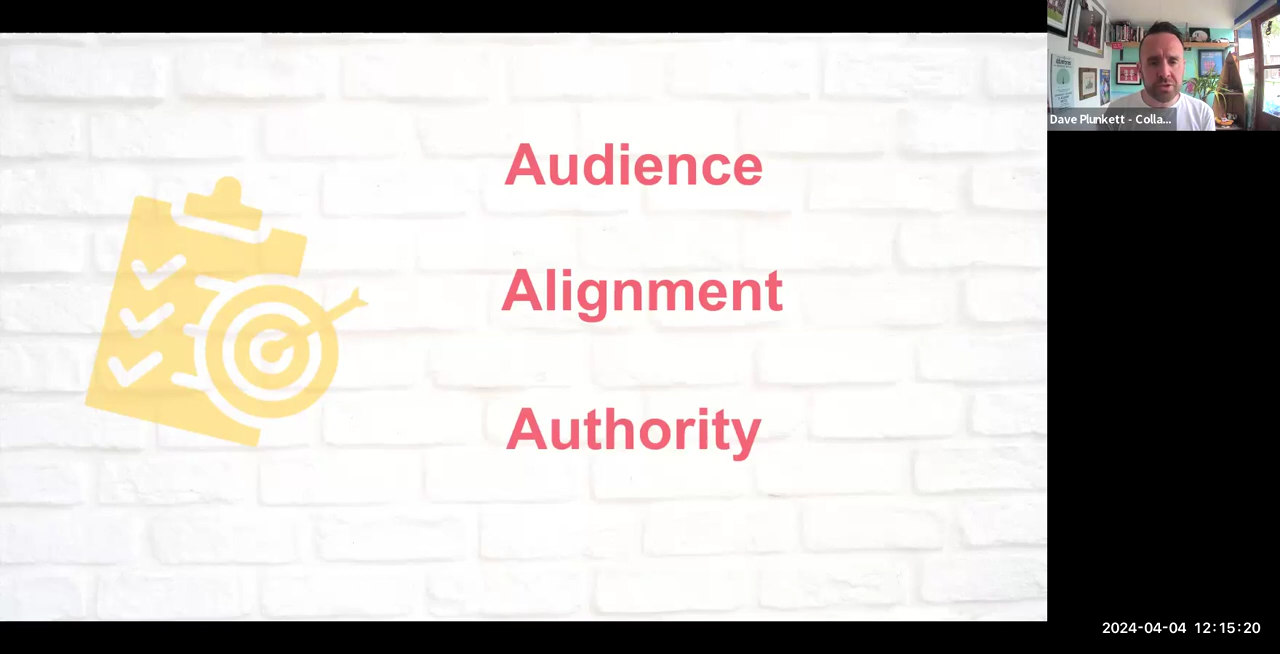 Audience
Alignment
Authority
Dave Plunkett - Colla...
2024-04-04 12:15:20